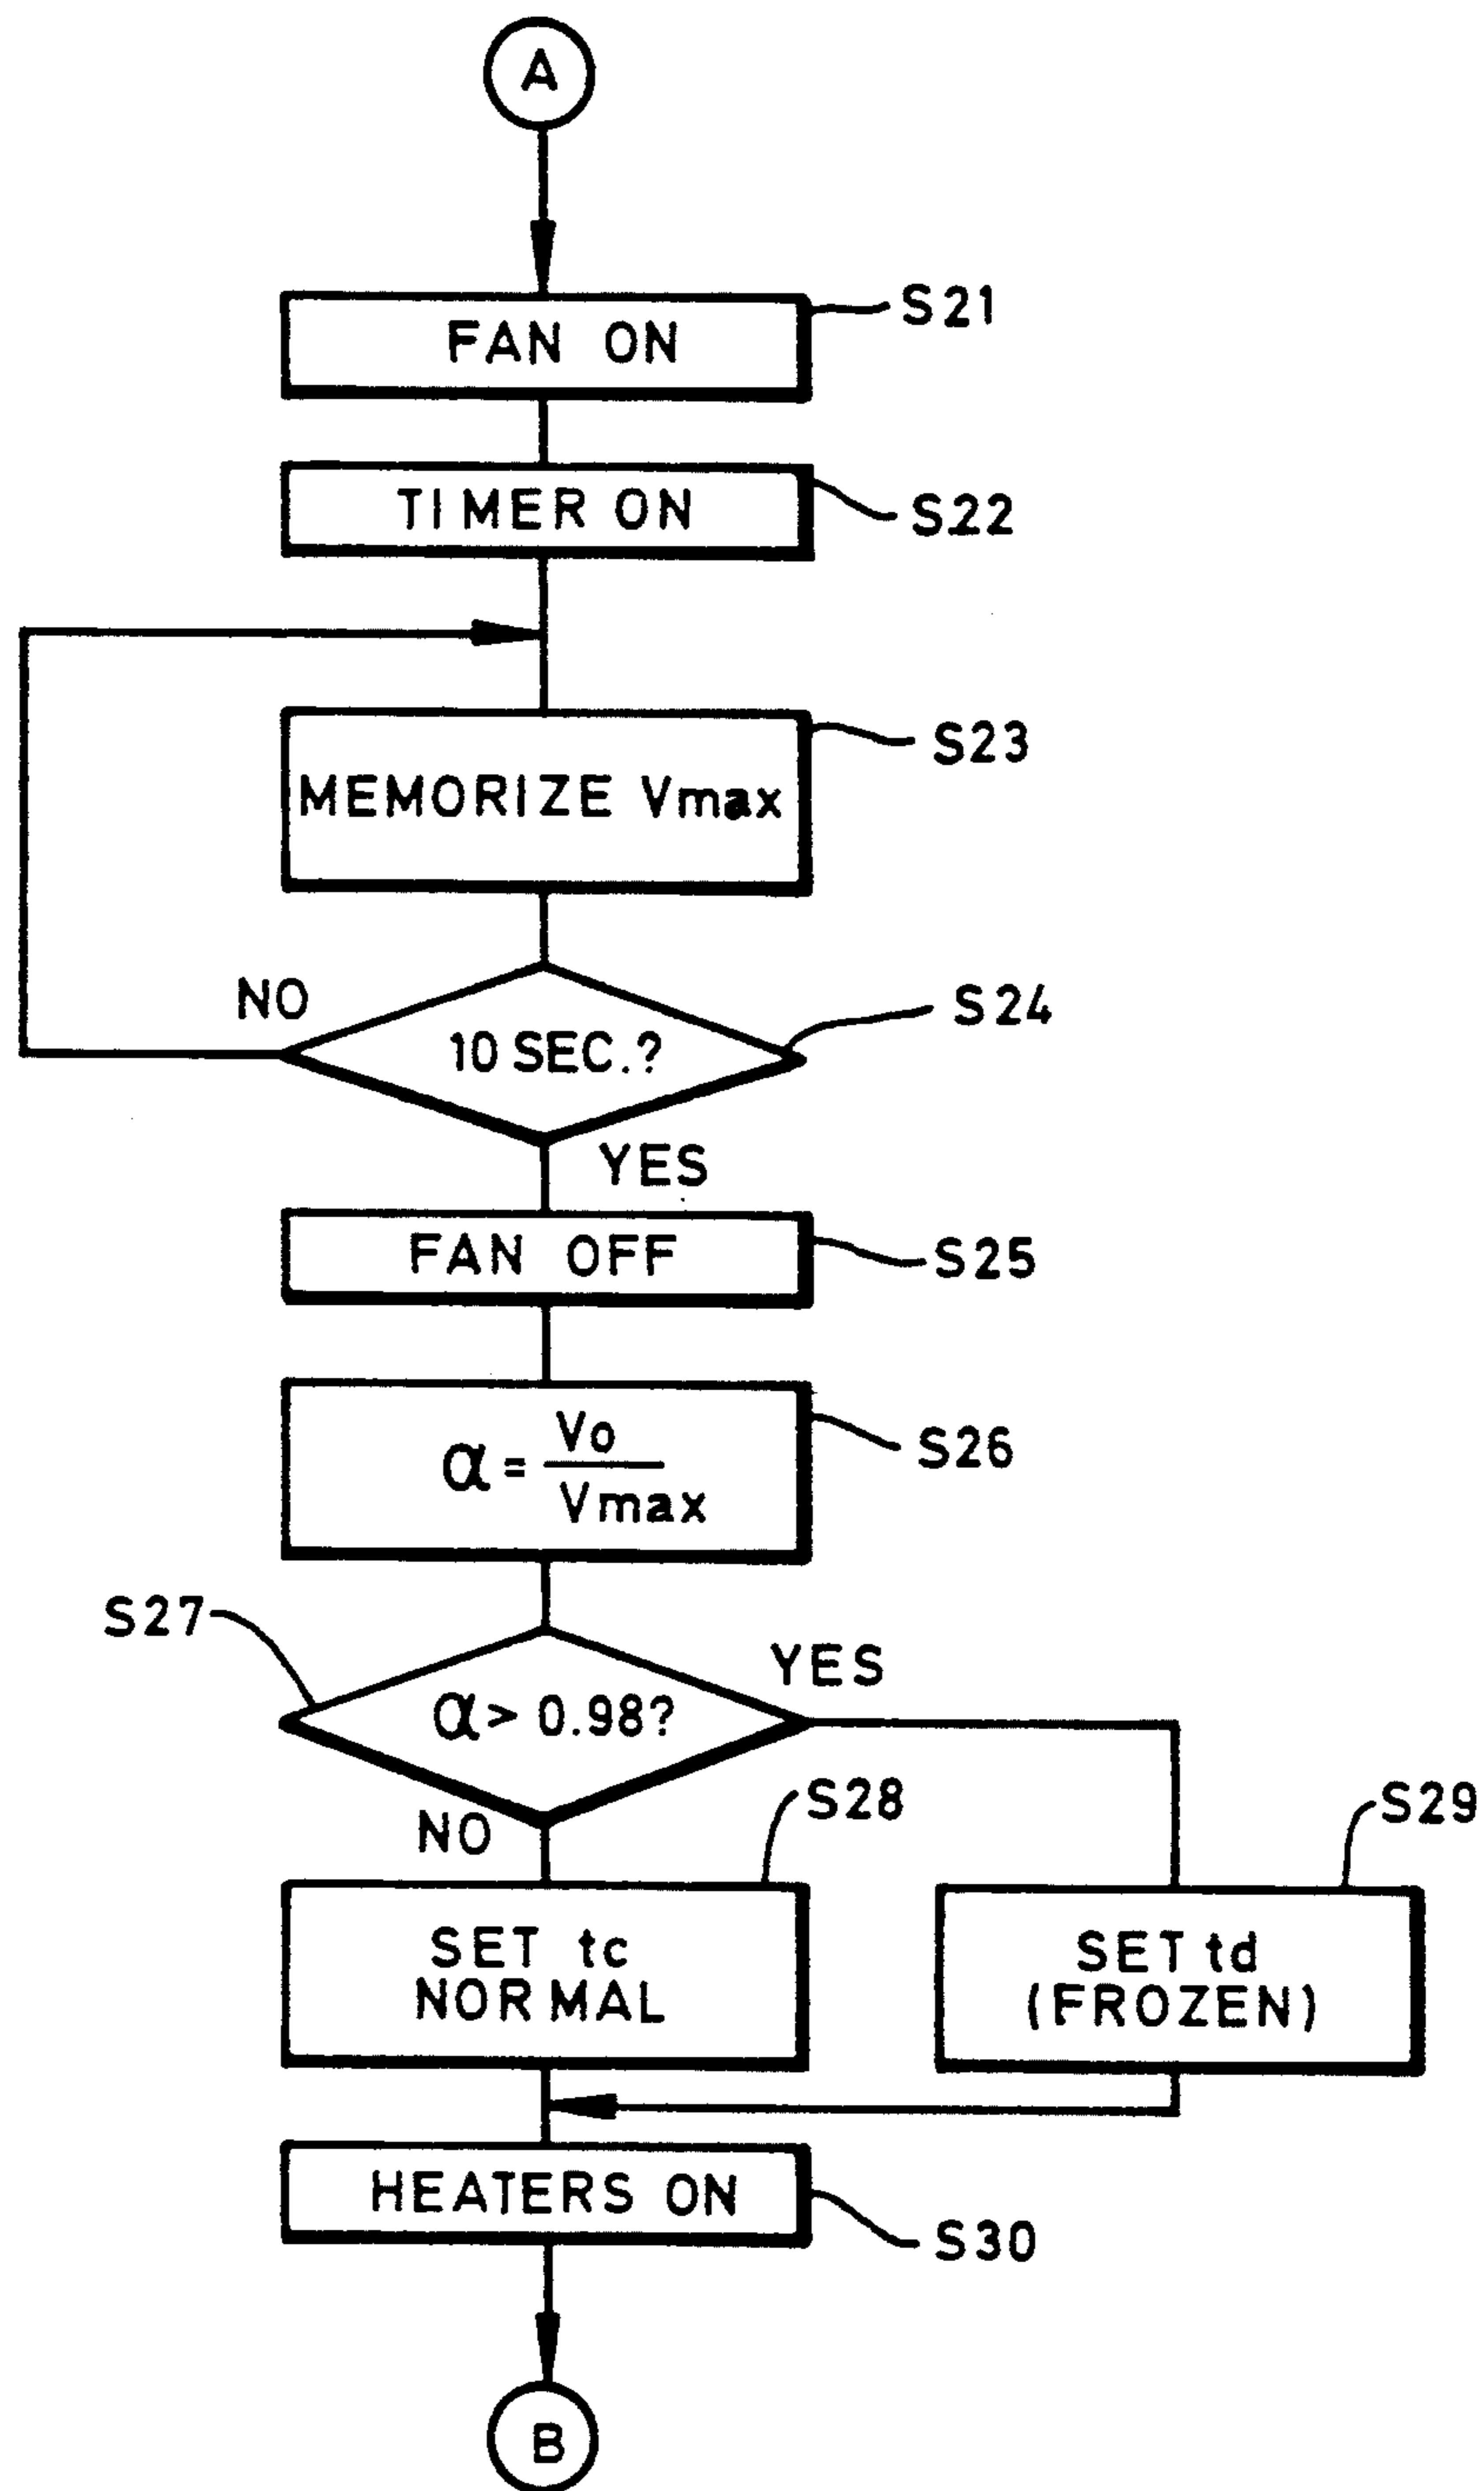 A
FAN ON
S21
TIMER ON
S22
MEMORIZE Vmax
S23
NO
10 SEC.?
S24
YES
FAN OFF
S25
α = Vo
Vmax
S26
S27
α > 0.98?
YES
NO
S28
S29
SET tc
NORMAL
SET td
(FROZEN)
HEATERS ON
S30
B